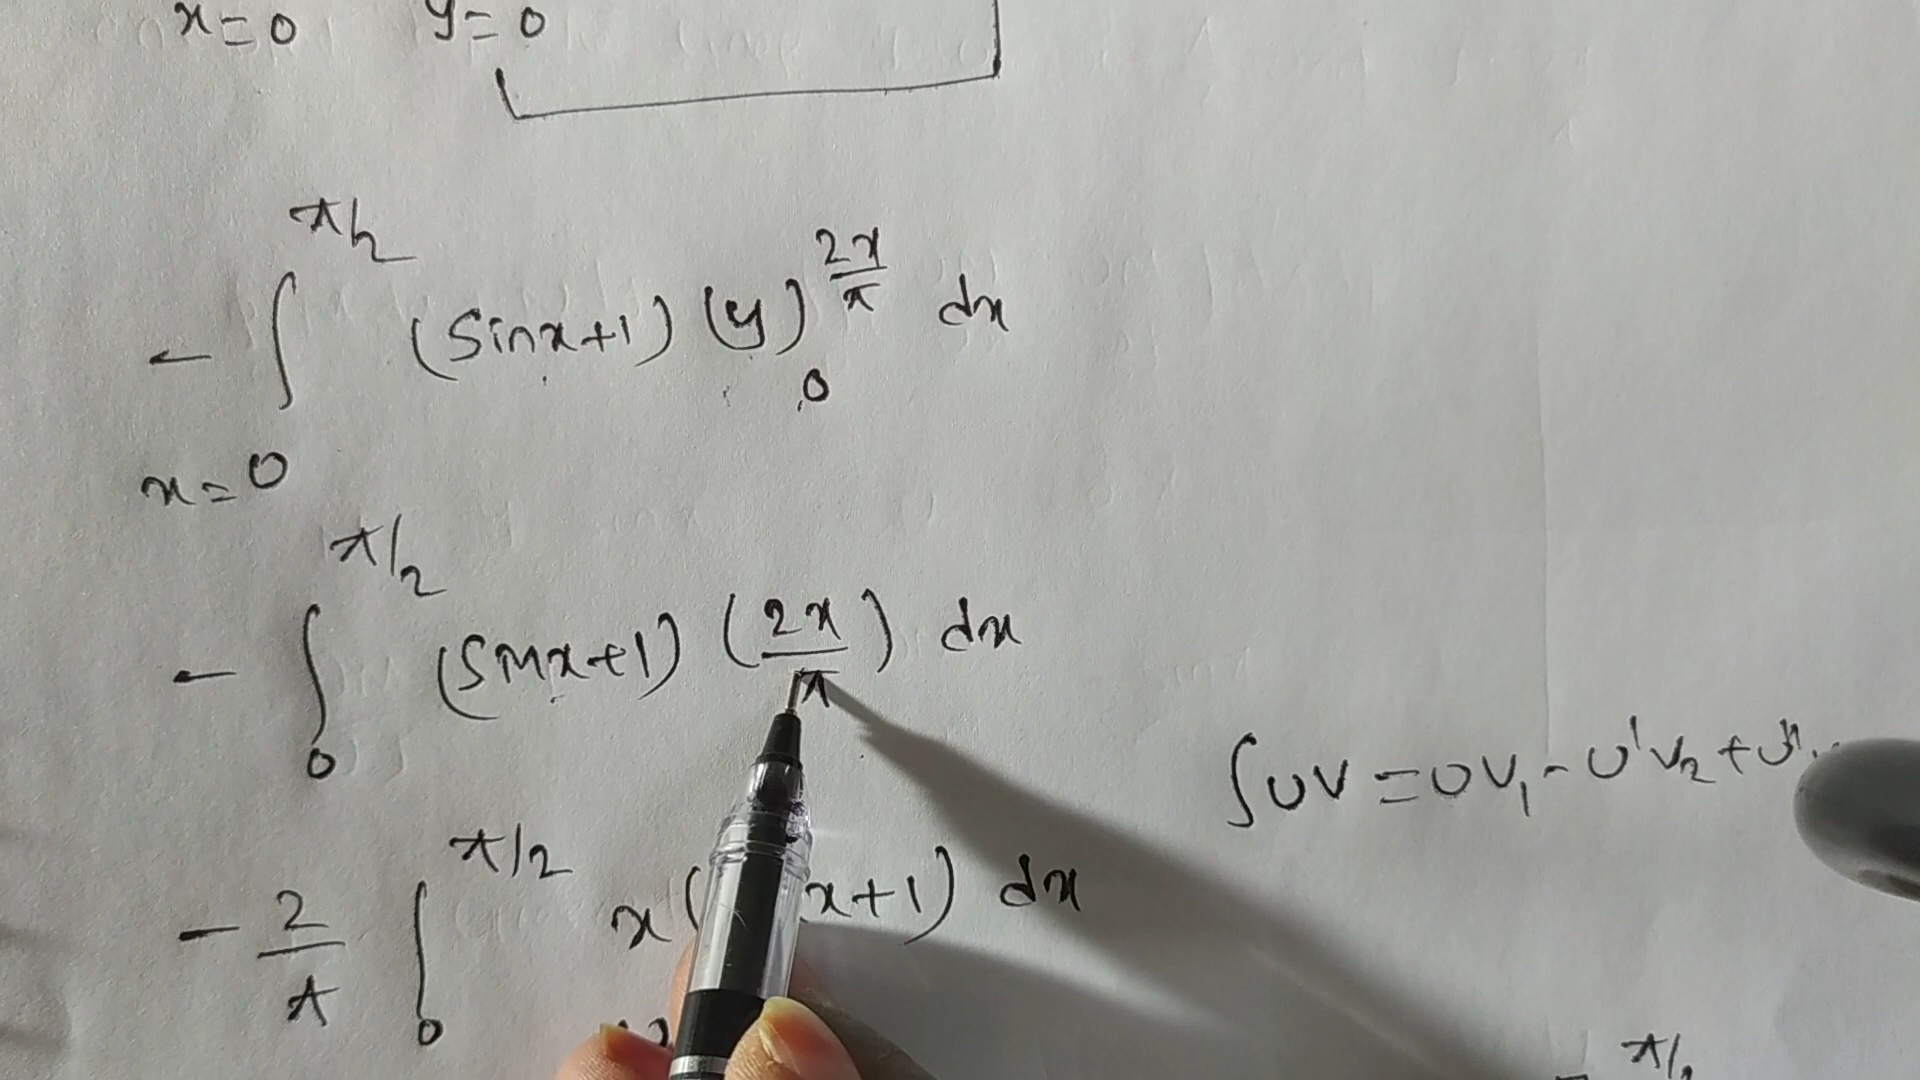 x=0 y=0
π/2
- ∫ (Sinx+1) (y) 2x/π dx
0
x=0
π/2
- ∫ (Sinx+1) (2x/π) dx
0
∫UV = UV₁ - U'V₂ + U''
π/2
- 2/π ∫ x( x+1) dx
0
π/2